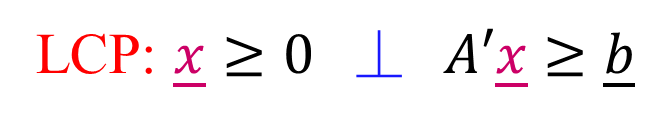 LCP: x ≥ 0 ⊥ A′x ≥ b